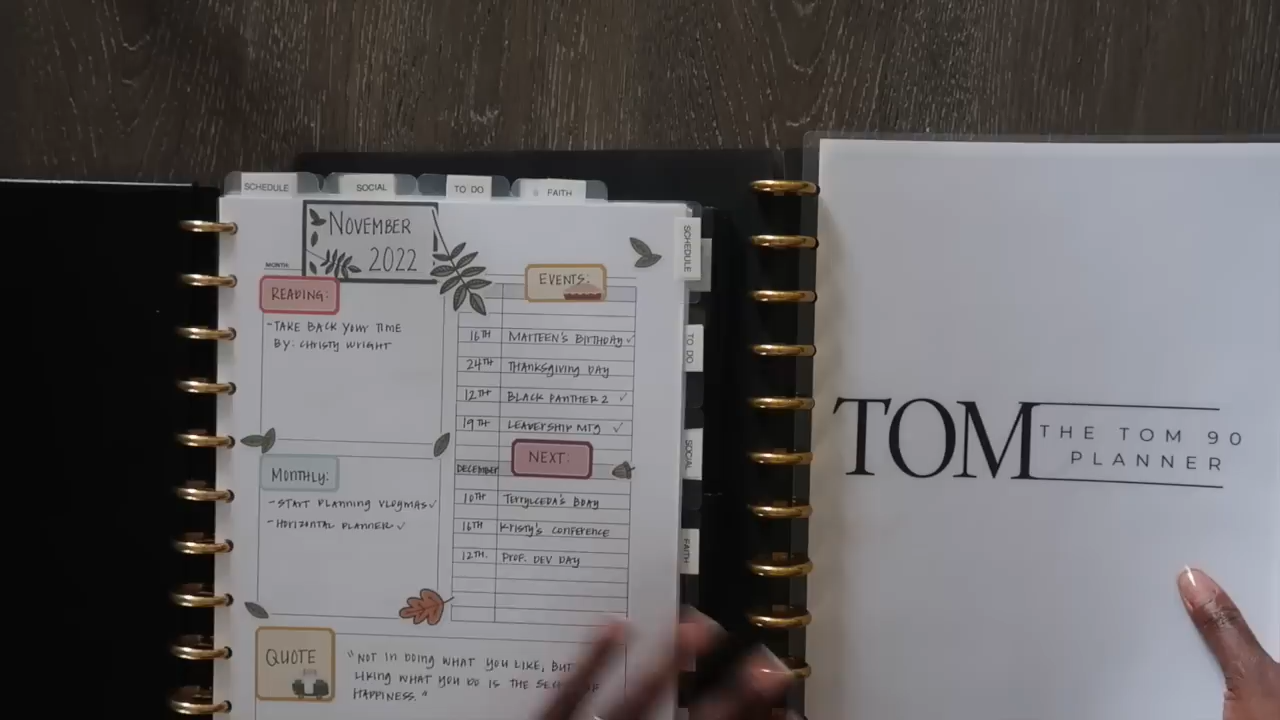 SCHEDULE SOCIAL TO DO FAITH
NOVEMBER
2022
MONTH:
READING:
-TAKE BACK YOUR TIME
BY: CHRISTY WRIGHT
MONTHLY:
-START PLANNING VLOGMAS✓
-HORIZONTAL PLANNER ✓
EVENTS:
16TH MATTEEN'S BIRTHDAY✓
24TH THANKSGIVING DAY
12TH BLACK PANTHER 2 ✓
19TH LEADERSHIP MTG ✓
NEXT:
DECEMBER
10TH TERRYLCEDA'S BDAY
16TH KRISTY'S CONFERENCE
12TH. PROF. DEV DAY
QUOTE
"NOT IN DOING WHAT YOU LIKE, BUT
LIKING WHAT YOU DO IS THE OF
HAPPINESS."
SCHEDULE
TO DO
SOCIAL
FAITH
TOM THE TOM 90
PLANNER